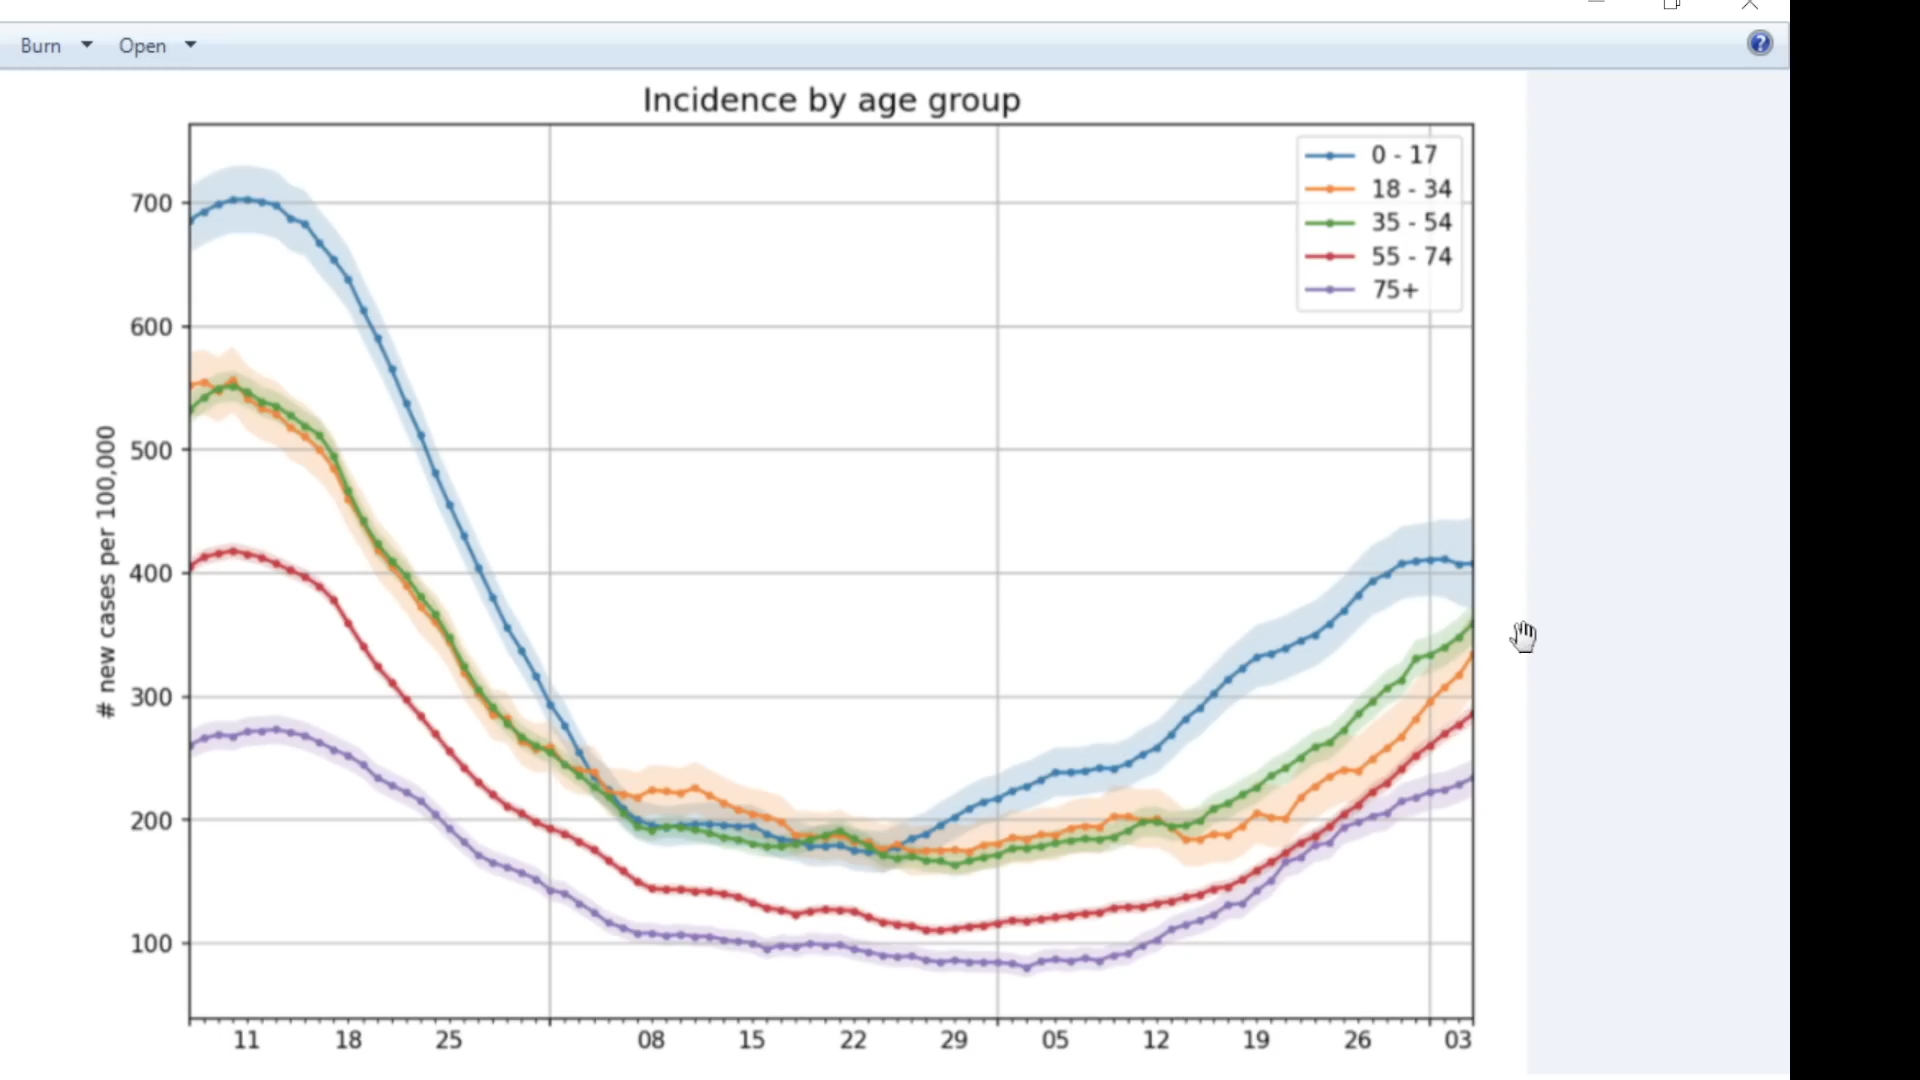 Burn Open
Incidence by age group
0 - 17
18 - 34
35 - 54
55 - 74
75+
# new cases per 100,000
700
600
500
400
300
200
100
11 18 25 08 15 22 29 05 12 19 26 03